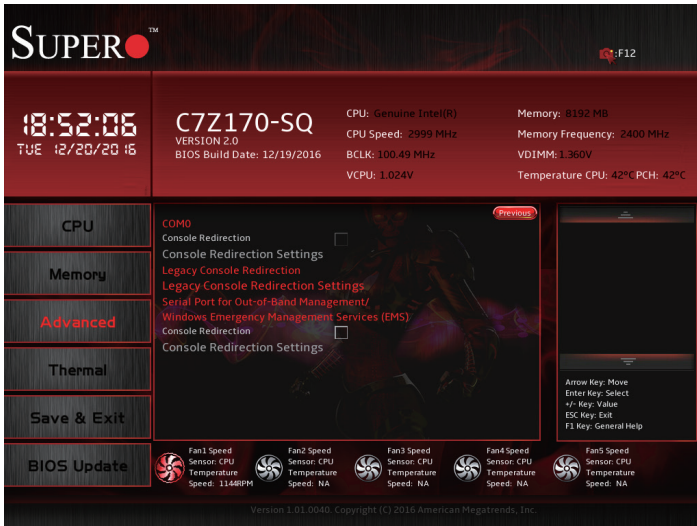 SUPER
TM
:F12
18:52:06
TUE 12/20/2016
C7Z170-SQ
VERSION 2.0
BIOS Build Date: 12/19/2016
CPU: Genuine Intel(R)
CPU Speed: 2999 MHz
BCLK: 100.49 MHz
VCPU: 1.024V
Memory: 8192 MB
Memory Frequency: 2400 MHz
VDIMM: 1.360V
Temperature CPU: 42ºC PCH: 42ºC
CPU
Memory
Advanced
Thermal
Save & Exit
BIOS Update
Previous
COM0
Console Redirection
Console Redirection Settings
Legacy Console Redirection
Legacy Console Redirection Settings
Serial Port for Out-of-Band Management/
Windows Emergency Management Services (EMS)
Console Redirection
Console Redirection Settings
Arrow Key: Move
Enter Key: Select
+/- Key: Value
ESC Key: Exit
F1 Key: General Help
Fan1 Speed
Sensor: CPU
Temperature
Speed: 1144RPM
Fan2 Speed
Sensor: CPU
Temperature
Speed: NA
Fan3 Speed
Sensor: CPU
Temperature
Speed: NA
Fan4 Speed
Sensor: CPU
Temperature
Speed: NA
Fan5 Speed
Sensor: CPU
Temperature
Speed: NA
Version 1.01.0040. Copyright (C) 2016 American Megatrends, Inc.